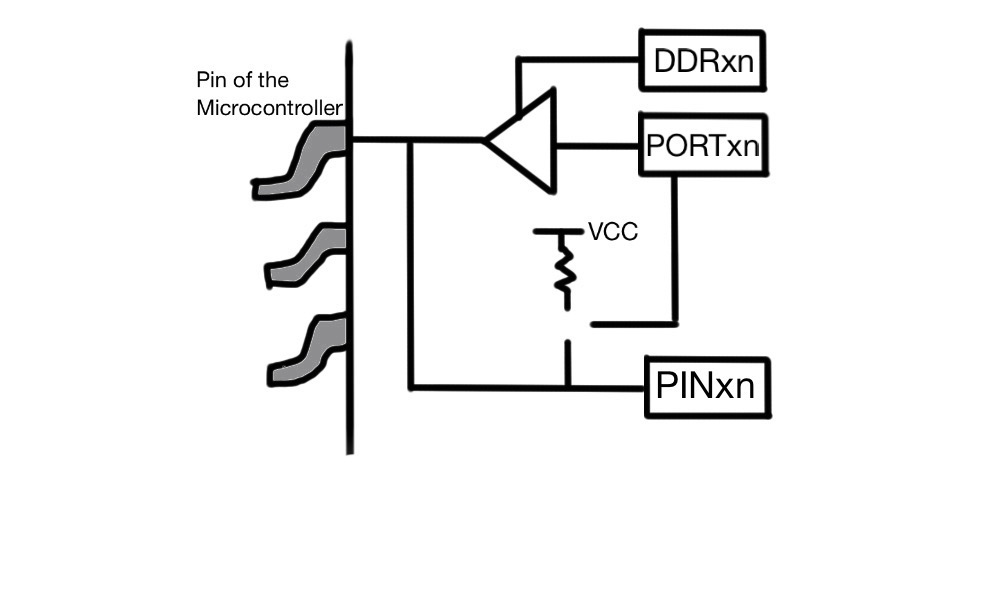 Pin of the
Microcontroller
DDRxn
PORTxn
VCC
PINxn